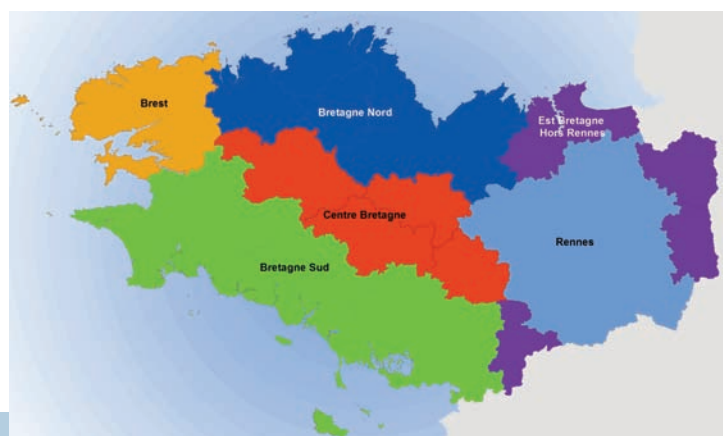 Brest
Bretagne Nord
Est Bretagne
Hors Rennes
Centre Bretagne
Rennes
Bretagne Sud